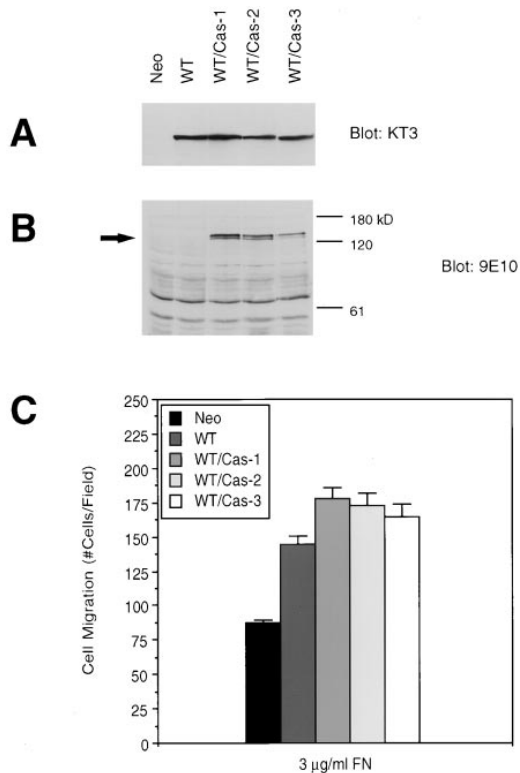 Neo
WT
WT/Cas-1
WT/Cas-2
WT/Cas-3
A
Blot: KT3
B
180 kD
120
61
Blot: 9E10
C
250
225
200
175
150
125
100
75
50
25
0
Cell Migration (#Cells/Field)
Neo
WT
WT/Cas-1
WT/Cas-2
WT/Cas-3
3 µg/ml FN